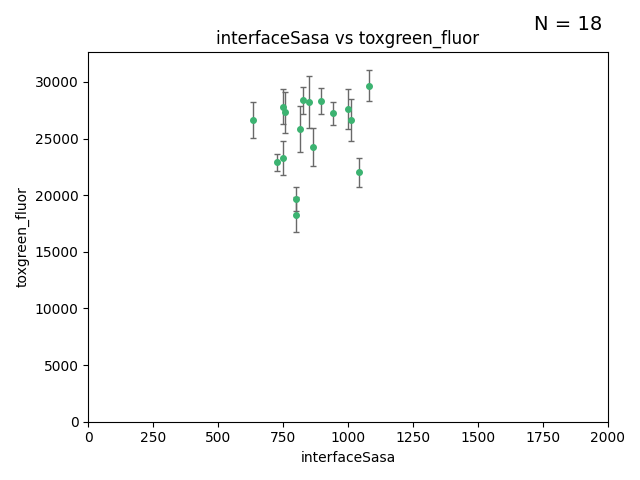 N = 18
interfaceSasa vs toxgreen_fluor
30000
25000
20000
15000
10000
5000
0
toxgreen_fluor
0 250 500 750 1000 1250 1500 1750 2000
interfaceSasa